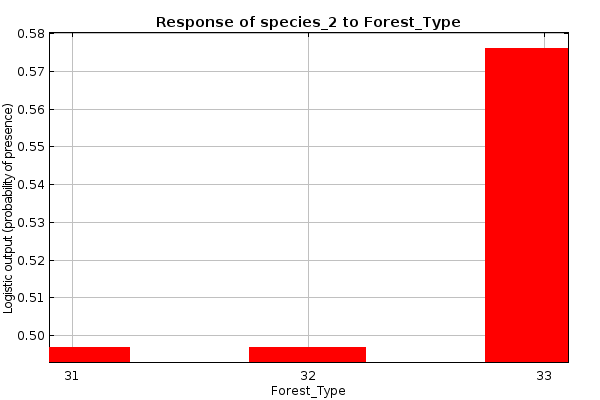 Response of species_2 to Forest_Type
Logistic output (probability of presence)
0.58
0.57
0.56
0.55
0.54
0.53
0.52
0.51
0.50
31 32 33
Forest_Type